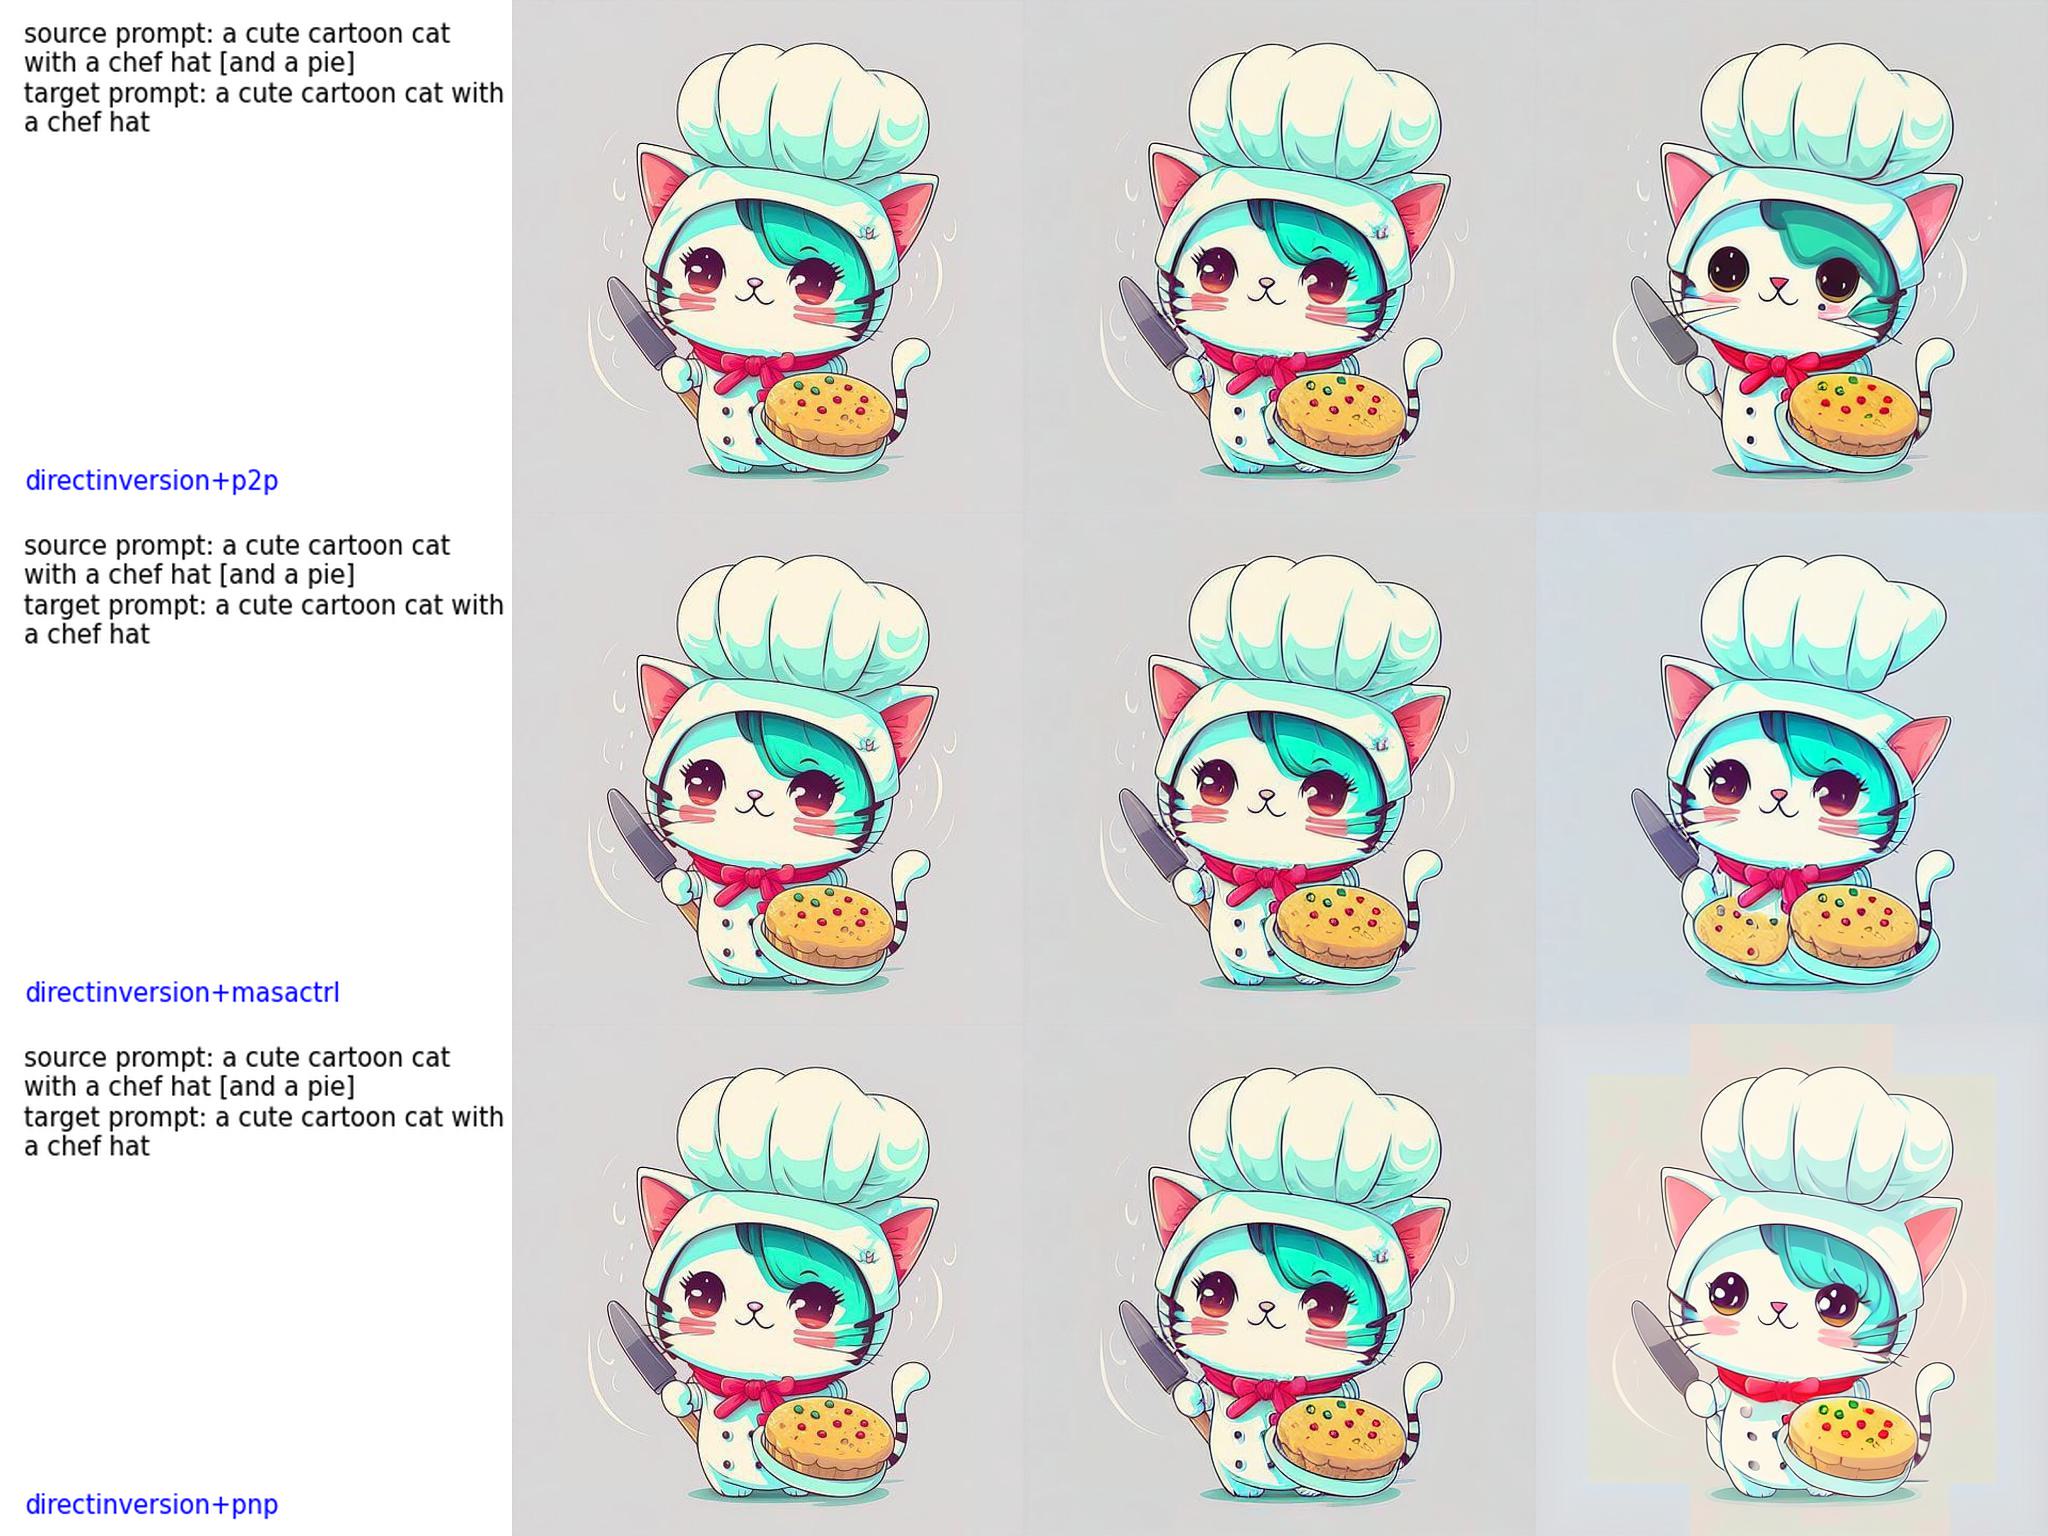 source prompt: a cute cartoon cat
with a chef hat [and a pie]
target prompt: a cute cartoon cat with
a chef hat
directinversion+p2p
source prompt: a cute cartoon cat
with a chef hat [and a pie]
target prompt: a cute cartoon cat with
a chef hat
directinversion+masactrl
source prompt: a cute cartoon cat
with a chef hat [and a pie]
target prompt: a cute cartoon cat with
a chef hat
directinversion+pnp